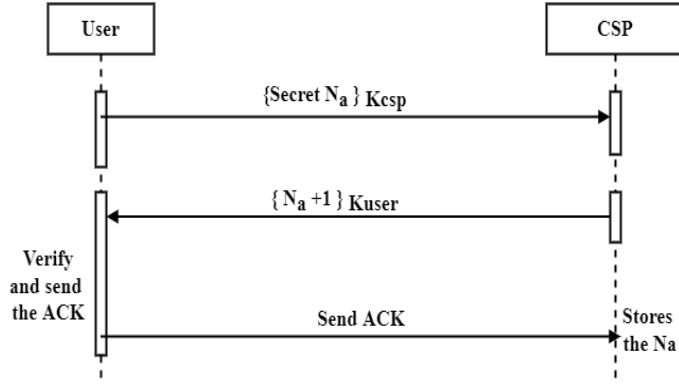 User
CSP
{Secret Na } Kcsp
{ Na +1 } Kuser
Verify
and send
the ACK
Send ACK
Stores
the Na